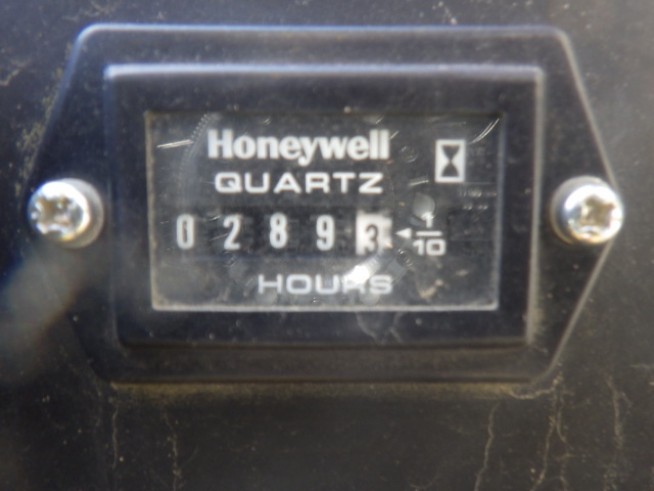 Honeywell
QUARTZ
0 2 8 9 3 ◄ 1/10
HOURS